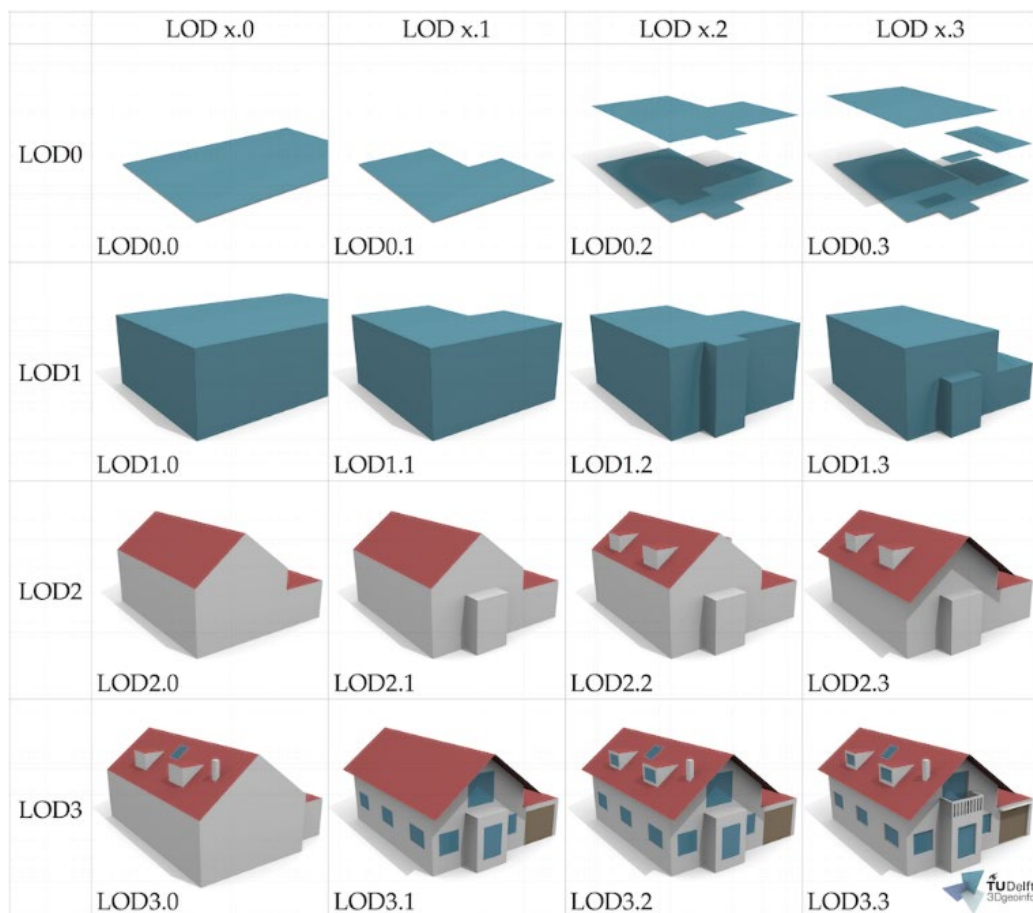 LOD x.0 LOD x.1 LOD x.2 LOD x.3
LOD0
LOD0.0 LOD0.1 LOD0.2 LOD0.3
LOD1
LOD1.0 LOD1.1 LOD1.2 LOD1.3
LOD2
LOD2.0 LOD2.1 LOD2.2 LOD2.3
LOD3
LOD3.0 LOD3.1 LOD3.2 LOD3.3
TUDelft
3Dgeoinfo